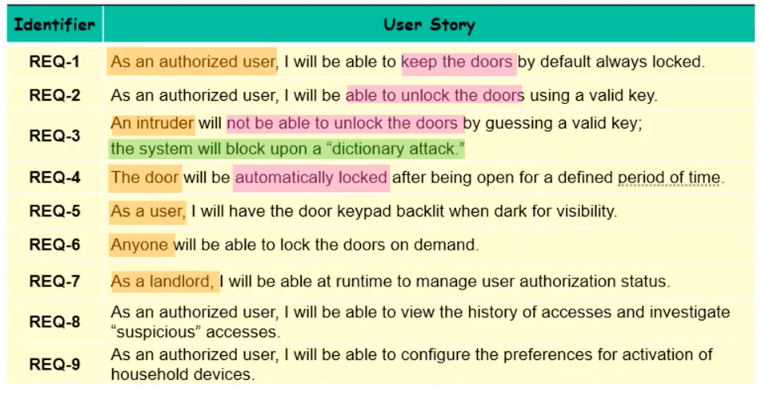 Identifier User Story
REQ-1 As an authorized user, I will be able to keep the doors by default always locked.
REQ-2 As an authorized user, I will be able to unlock the doors using a valid key.
REQ-3 An intruder will not be able to unlock the doors by guessing a valid key;
the system will block upon a “dictionary attack.”
REQ-4 The door will be automatically locked after being open for a defined period of time.
REQ-5 As a user, I will have the door keypad backlit when dark for visibility.
REQ-6 Anyone will be able to lock the doors on demand.
REQ-7 As a landlord, I will be able at runtime to manage user authorization status.
REQ-8 As an authorized user, I will be able to view the history of accesses and investigate
“suspicious” accesses.
REQ-9 As an authorized user, I will be able to configure the preferences for activation of
household devices.